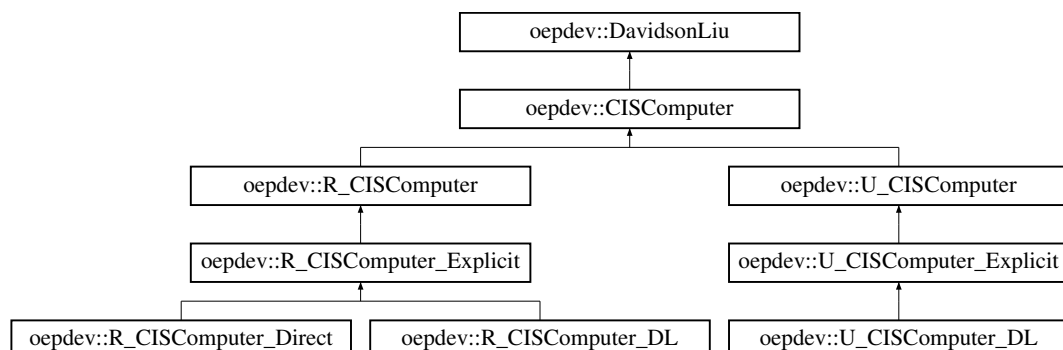 oepdev::DavidsonLiu
oepdev::CISComputer
oepdev::R_CISComputer
oepdev::U_CISComputer
oepdev::R_CISComputer_Explicit
oepdev::U_CISComputer_Explicit
oepdev::R_CISComputer_Direct
oepdev::R_CISComputer_DL
oepdev::U_CISComputer_DL